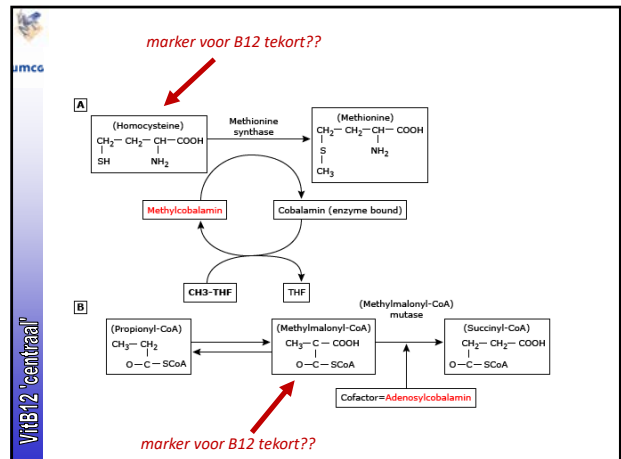 marker voor B12 tekort??
umcg
A
(Homocysteine)
CH₂—CH₂—CH—COOH
SH NH₂
Methionine
synthase
(Methionine)
CH₂—CH₂—CH—COOH
S NH₂
CH₃
Methylcobalamin
Cobalamin (enzyme bound)
CH3-THF
THF
B
(Propionyl-CoA)
CH₃—CH₂
O—C—SCoA
(Methylmalonyl-CoA)
CH₃—C—COOH
O—C—SCoA
(Methylmalonyl-CoA)
mutase
(Succinyl-CoA)
CH₂—CH₂—COOH
O—C—SCoA
Cofactor=Adenosylcobalamin
VitB12 'centraal'
marker voor B12 tekort??